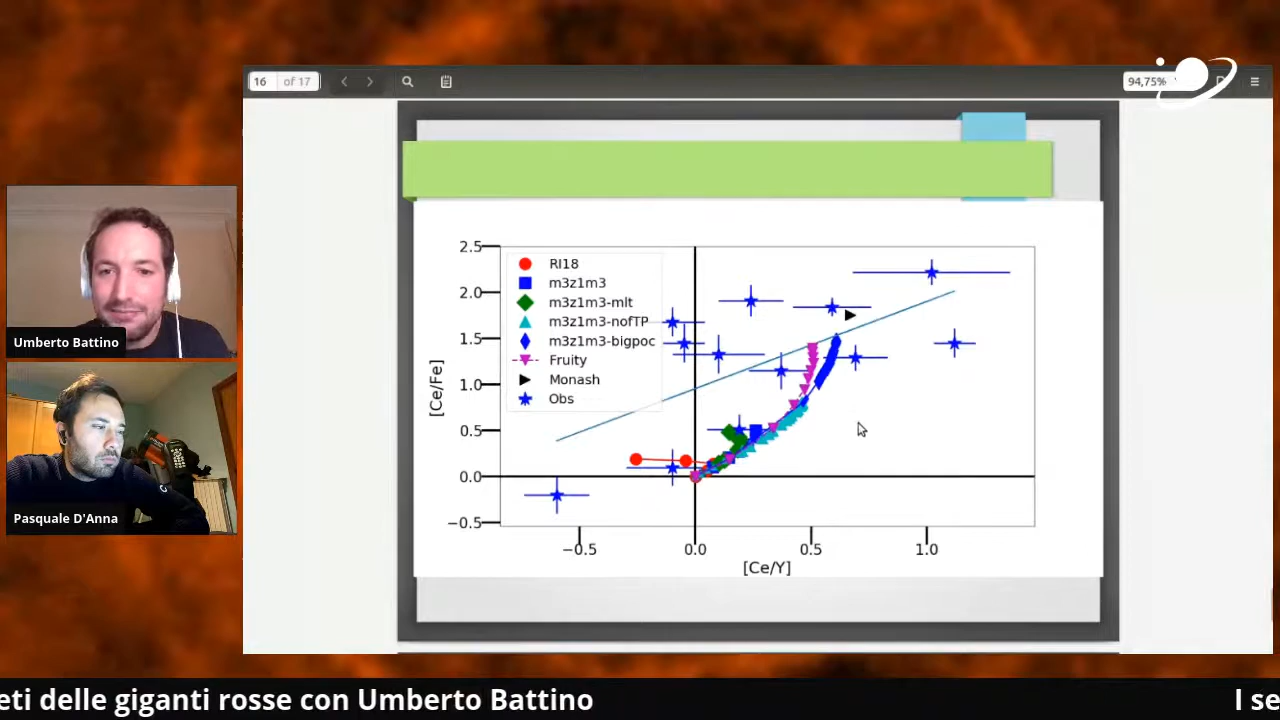 16 of 17
94,75%
2.5
2.0
1.5
1.0
0.5
0.0
−0.5
[Ce/Fe]
RI18
m3z1m3
m3z1m3-mlt
m3z1m3-nofTP
m3z1m3-bigpoc
Fruity
Monash
Obs
−0.5 0.0 0.5 1.0
[Ce/Y]
Umberto Battino
Pasquale D'Anna
eti delle giganti rosse con Umberto Battino
I se